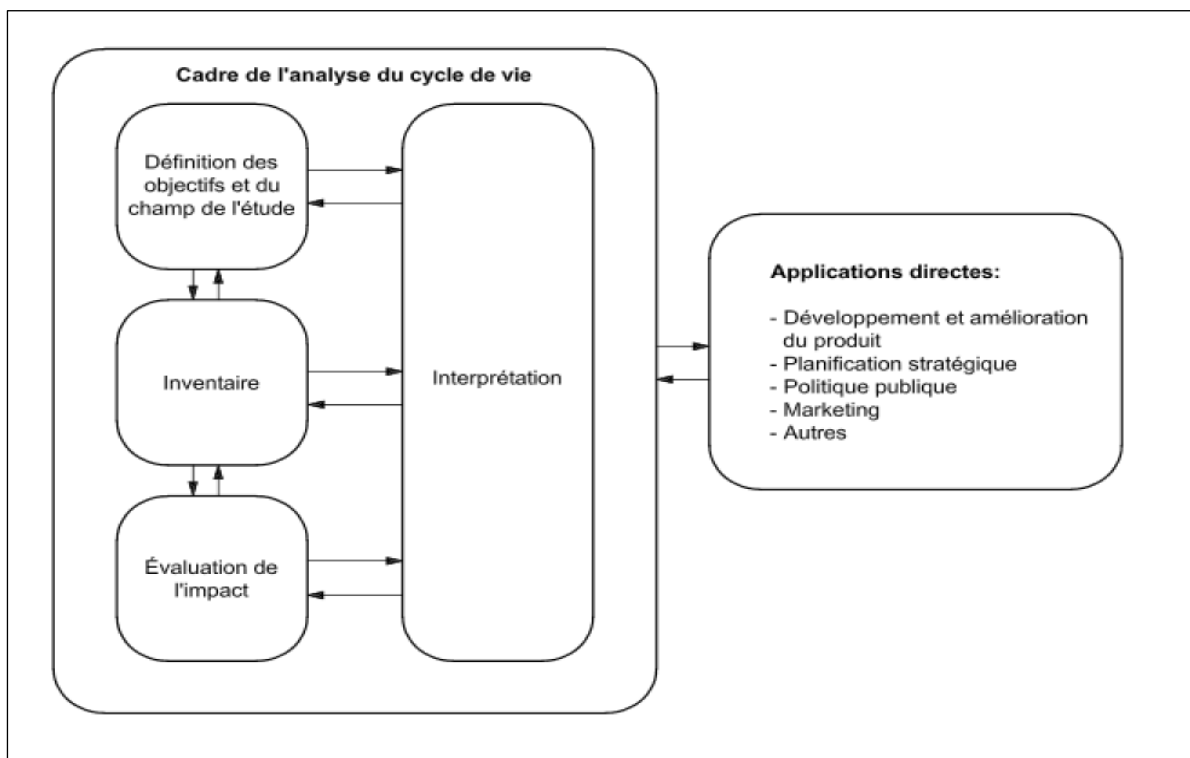 Cadre de l'analyse du cycle de vie
Définition des
objectifs et du
champ de l'étude
Inventaire
Évaluation de
l'impact
Interprétation
Applications directes:
- Développement et amélioration
du produit
- Planification stratégique
- Politique publique
- Marketing
- Autres